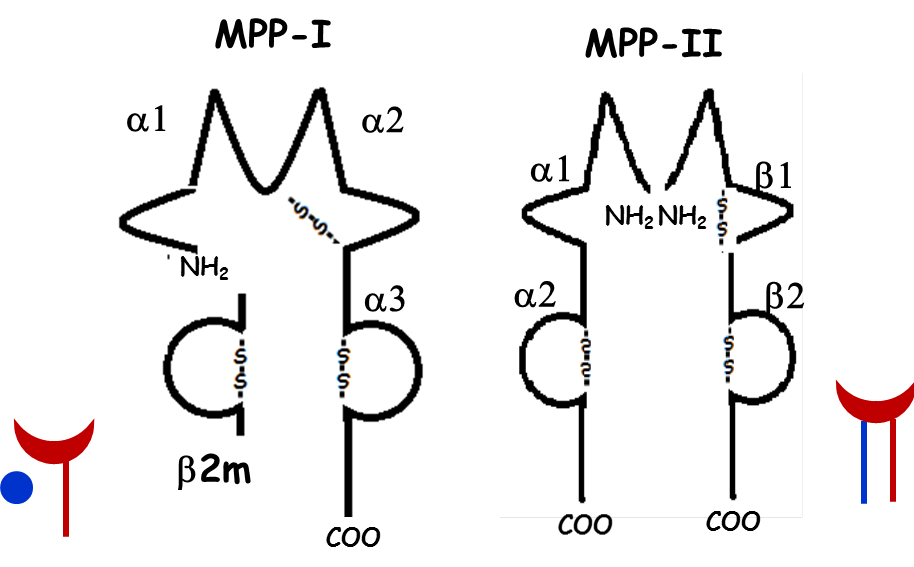 MPP-I
MPP-II
α1
α2
α1
β1
S
S
S
S
NH2
NH2 NH2
α3
α2
β2
S
S
S
S
S
S
S
S
β2m
COO
COO
COO